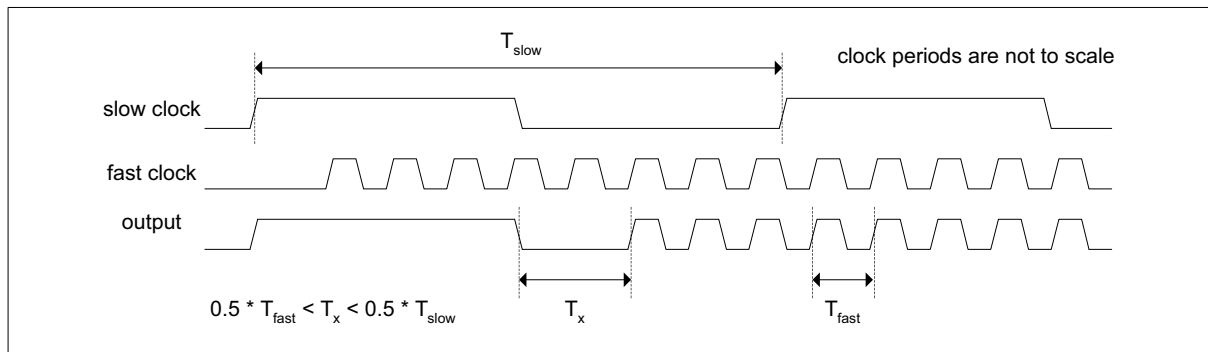 T_slow
clock periods are not to scale
slow clock
fast clock
output
0.5 * T_fast < T_x < 0.5 * T_slow
T_x
T_fast